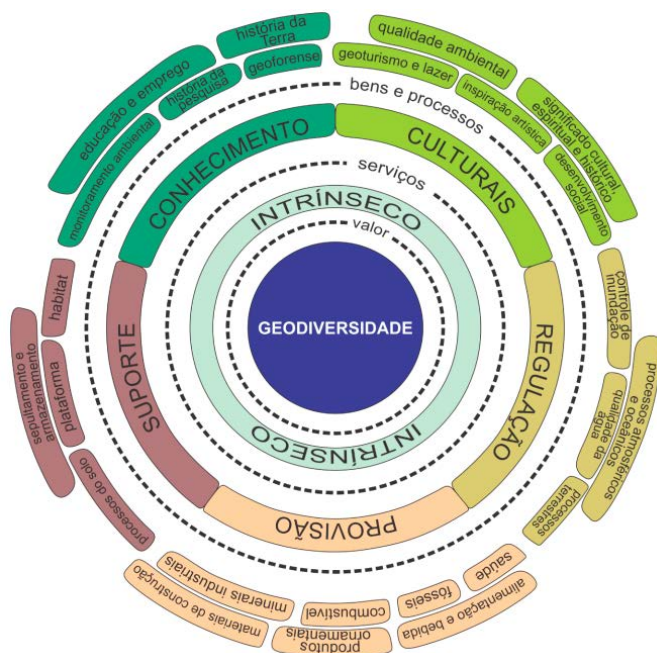 GEODIVERSIDADE
valor
INTRÍNSECO
INTRÍNSECO
serviços
CONHECIMENTO
CULTURAIS
REGULAÇÃO
PROVISÃO
SUPORTE
bens e processos
história da Terra
geoforense
história da
pesquisa
educação e emprego
monitoramento ambiental
qualidade ambiental
geoturismo e lazer
inspiração artística
significado cultural
espiritual e histórico
desenvolvimento
social
controle de
inundação
processos atmosféricos
e oceânicos
qualidade da
água
processos
terrestres
saúde
alimentação e bebida
fósseis
combustível
produtos
ornamentais
minerais industriais
materiais de construção
processos do solo
plataforma
sepultamento e
armazenamento
habitat